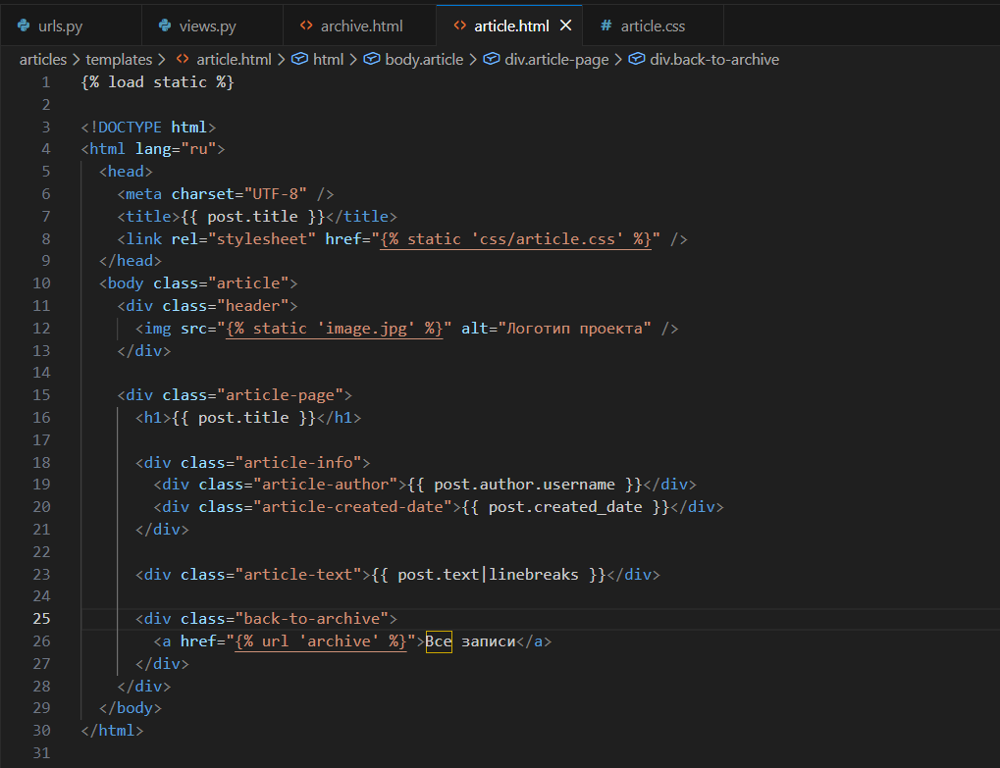 urls.py views.py archive.html article.html article.css
articles > templates > article.html > html > body.article > div.article-page > div.back-to-archive
1 {% load static %}
2
3 <!DOCTYPE html>
4 <html lang="ru">
5 <head>
6 <meta charset="UTF-8" />
7 <title>{{ post.title }}</title>
8 <link rel="stylesheet" href="{% static 'css/article.css' %}" />
9 </head>
10 <body class="article">
11 <div class="header">
12 <img src="{% static 'image.jpg' %}" alt="Логотип проекта" />
13 </div>
14
15 <div class="article-page">
16 <h1>{{ post.title }}</h1>
17
18 <div class="article-info">
19 <div class="article-author">{{ post.author.username }}</div>
20 <div class="article-created-date">{{ post.created_date }}</div>
21 </div>
22
23 <div class="article-text">{{ post.text|linebreaks }}</div>
24
25 <div class="back-to-archive">
26 <a href="{% url 'archive' %}">Все записи</a>
27 </div>
28 </div>
29 </body>
30 </html>
31